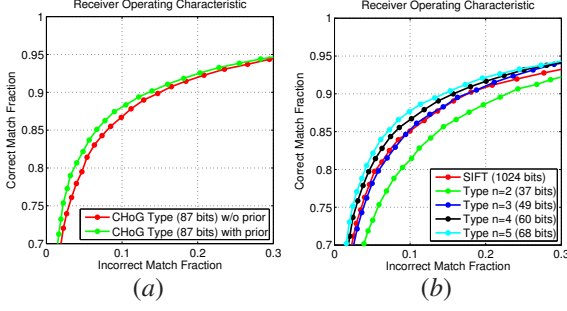 Receiver Operating Characteristic
Correct Match Fraction
1
0.95
0.9
0.85
0.8
0.75
0.7
0
0.1
0.2
0.3
CHoG Type (87 bits) w/o prior
CHoG Type (87 bits) with prior
Incorrect Match Fraction
(a)
Receiver Operating Characteristic
Correct Match Fraction
1
0.95
0.9
0.85
0.8
0.75
0.7
0
0.1
0.2
0.3
SIFT (1024 bits)
Type n=2 (37 bits)
Type n=3 (49 bits)
Type n=4 (60 bits)
Type n=5 (68 bits)
Incorrect Match Fraction
(b)